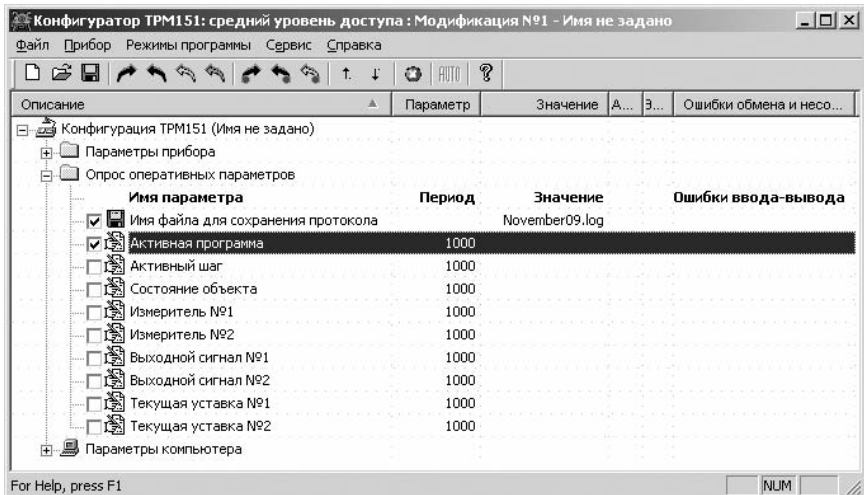 Конфигуратор ТРМ151: средний уровень доступа : Модификация №1 - Имя не задано
Файл Прибор Режимы программы Сервис Справка
AUTO
Описание Параметр Значение А... З... Ошибки обмена и несо...
Конфигурация ТРМ151 (Имя не задано)
Параметры прибора
Опрос оперативных параметров
Имя параметра Период Значение Ошибки ввода-вывода
Имя файла для сохранения протокола November09.log
Активная программа 1000
Активный шаг 1000
Состояние объекта 1000
Измеритель №1 1000
Измеритель №2 1000
Выходной сигнал №1 1000
Выходной сигнал №2 1000
Текущая уставка №1 1000
Текущая уставка №2 1000
Параметры компьютера
For Help, press F1 NUM